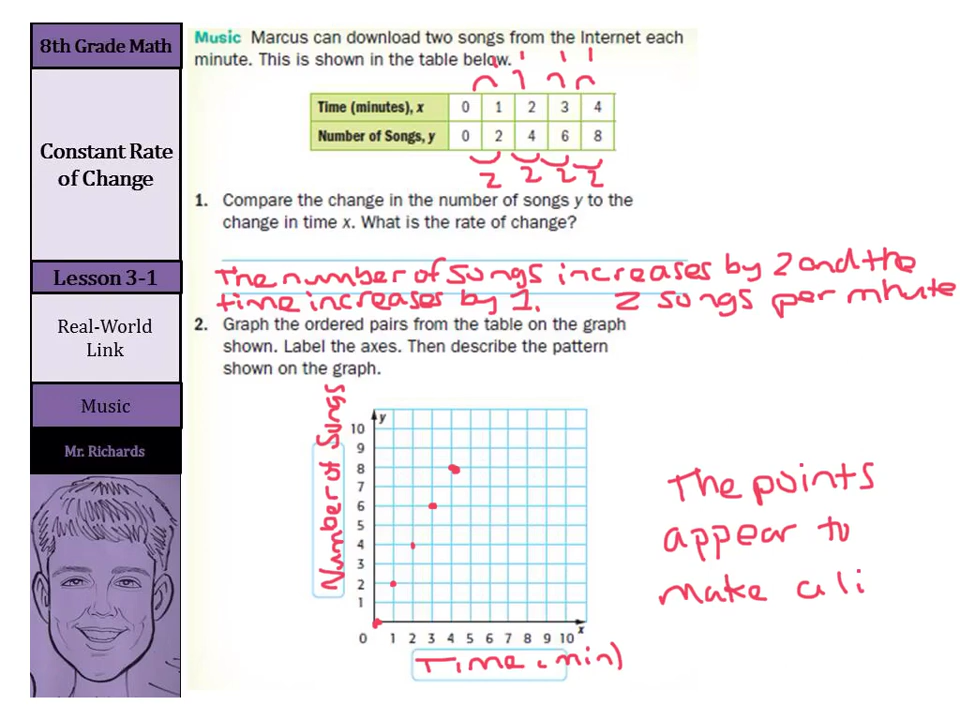 8th Grade Math
Constant Rate
of Change
Lesson 3-1
Real-World
Link
Music
Mr. Richards
Music Marcus can download two songs from the Internet each
minute. This is shown in the table below.
1 1 1 1
Time (minutes), x 0 1 2 3 4
Number of Songs, y 0 2 4 6 8
2 2 2 2
1. Compare the change in the number of songs y to the
change in time x. What is the rate of change?
The number of songs increases by 2 and the
time increases by 1. 2 songs per minute
2. Graph the ordered pairs from the table on the graph
shown. Label the axes. Then describe the pattern
shown on the graph.
Number of Songs
y
10
9
8
7
6
5
4
3
2
1
0 1 2 3 4 5 6 7 8 9 10 x
Time (min)
The points
appear to
make a li